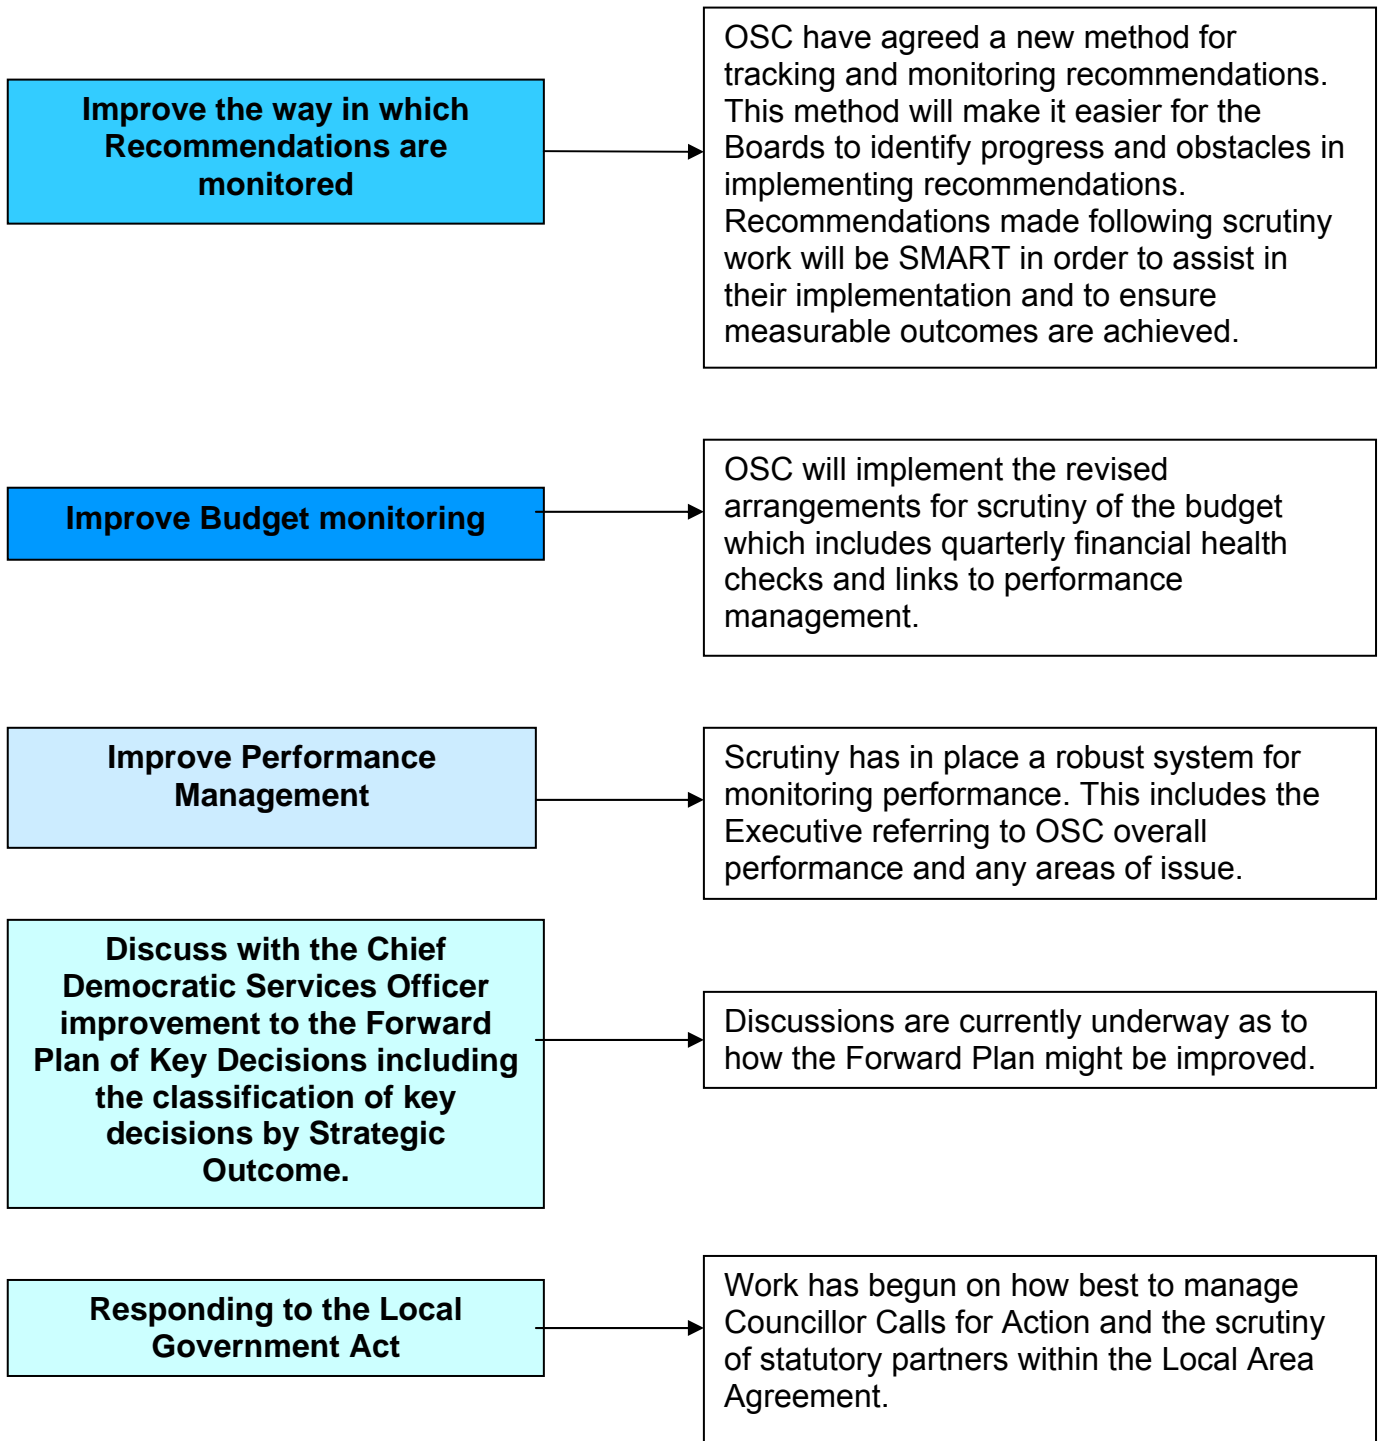 Improve the way in which
Recommendations are
monitored
OSC have agreed a new method for
tracking and monitoring recommendations.
This method will make it easier for the
Boards to identify progress and obstacles in
implementing recommendations.
Recommendations made following scrutiny
work will be SMART in order to assist in
their implementation and to ensure
measurable outcomes are achieved.
Improve Budget monitoring
OSC will implement the revised
arrangements for scrutiny of the budget
which includes quarterly financial health
checks and links to performance
management.
Improve Performance
Management
Scrutiny has in place a robust system for
monitoring performance. This includes the
Executive referring to OSC overall
performance and any areas of issue.
Discuss with the Chief
Democratic Services Officer
improvement to the Forward
Plan of Key Decisions including
the classification of key
decisions by Strategic
Outcome.
Discussions are currently underway as to
how the Forward Plan might be improved.
Responding to the Local
Government Act
Work has begun on how best to manage
Councillor Calls for Action and the scrutiny
of statutory partners within the Local Area
Agreement.